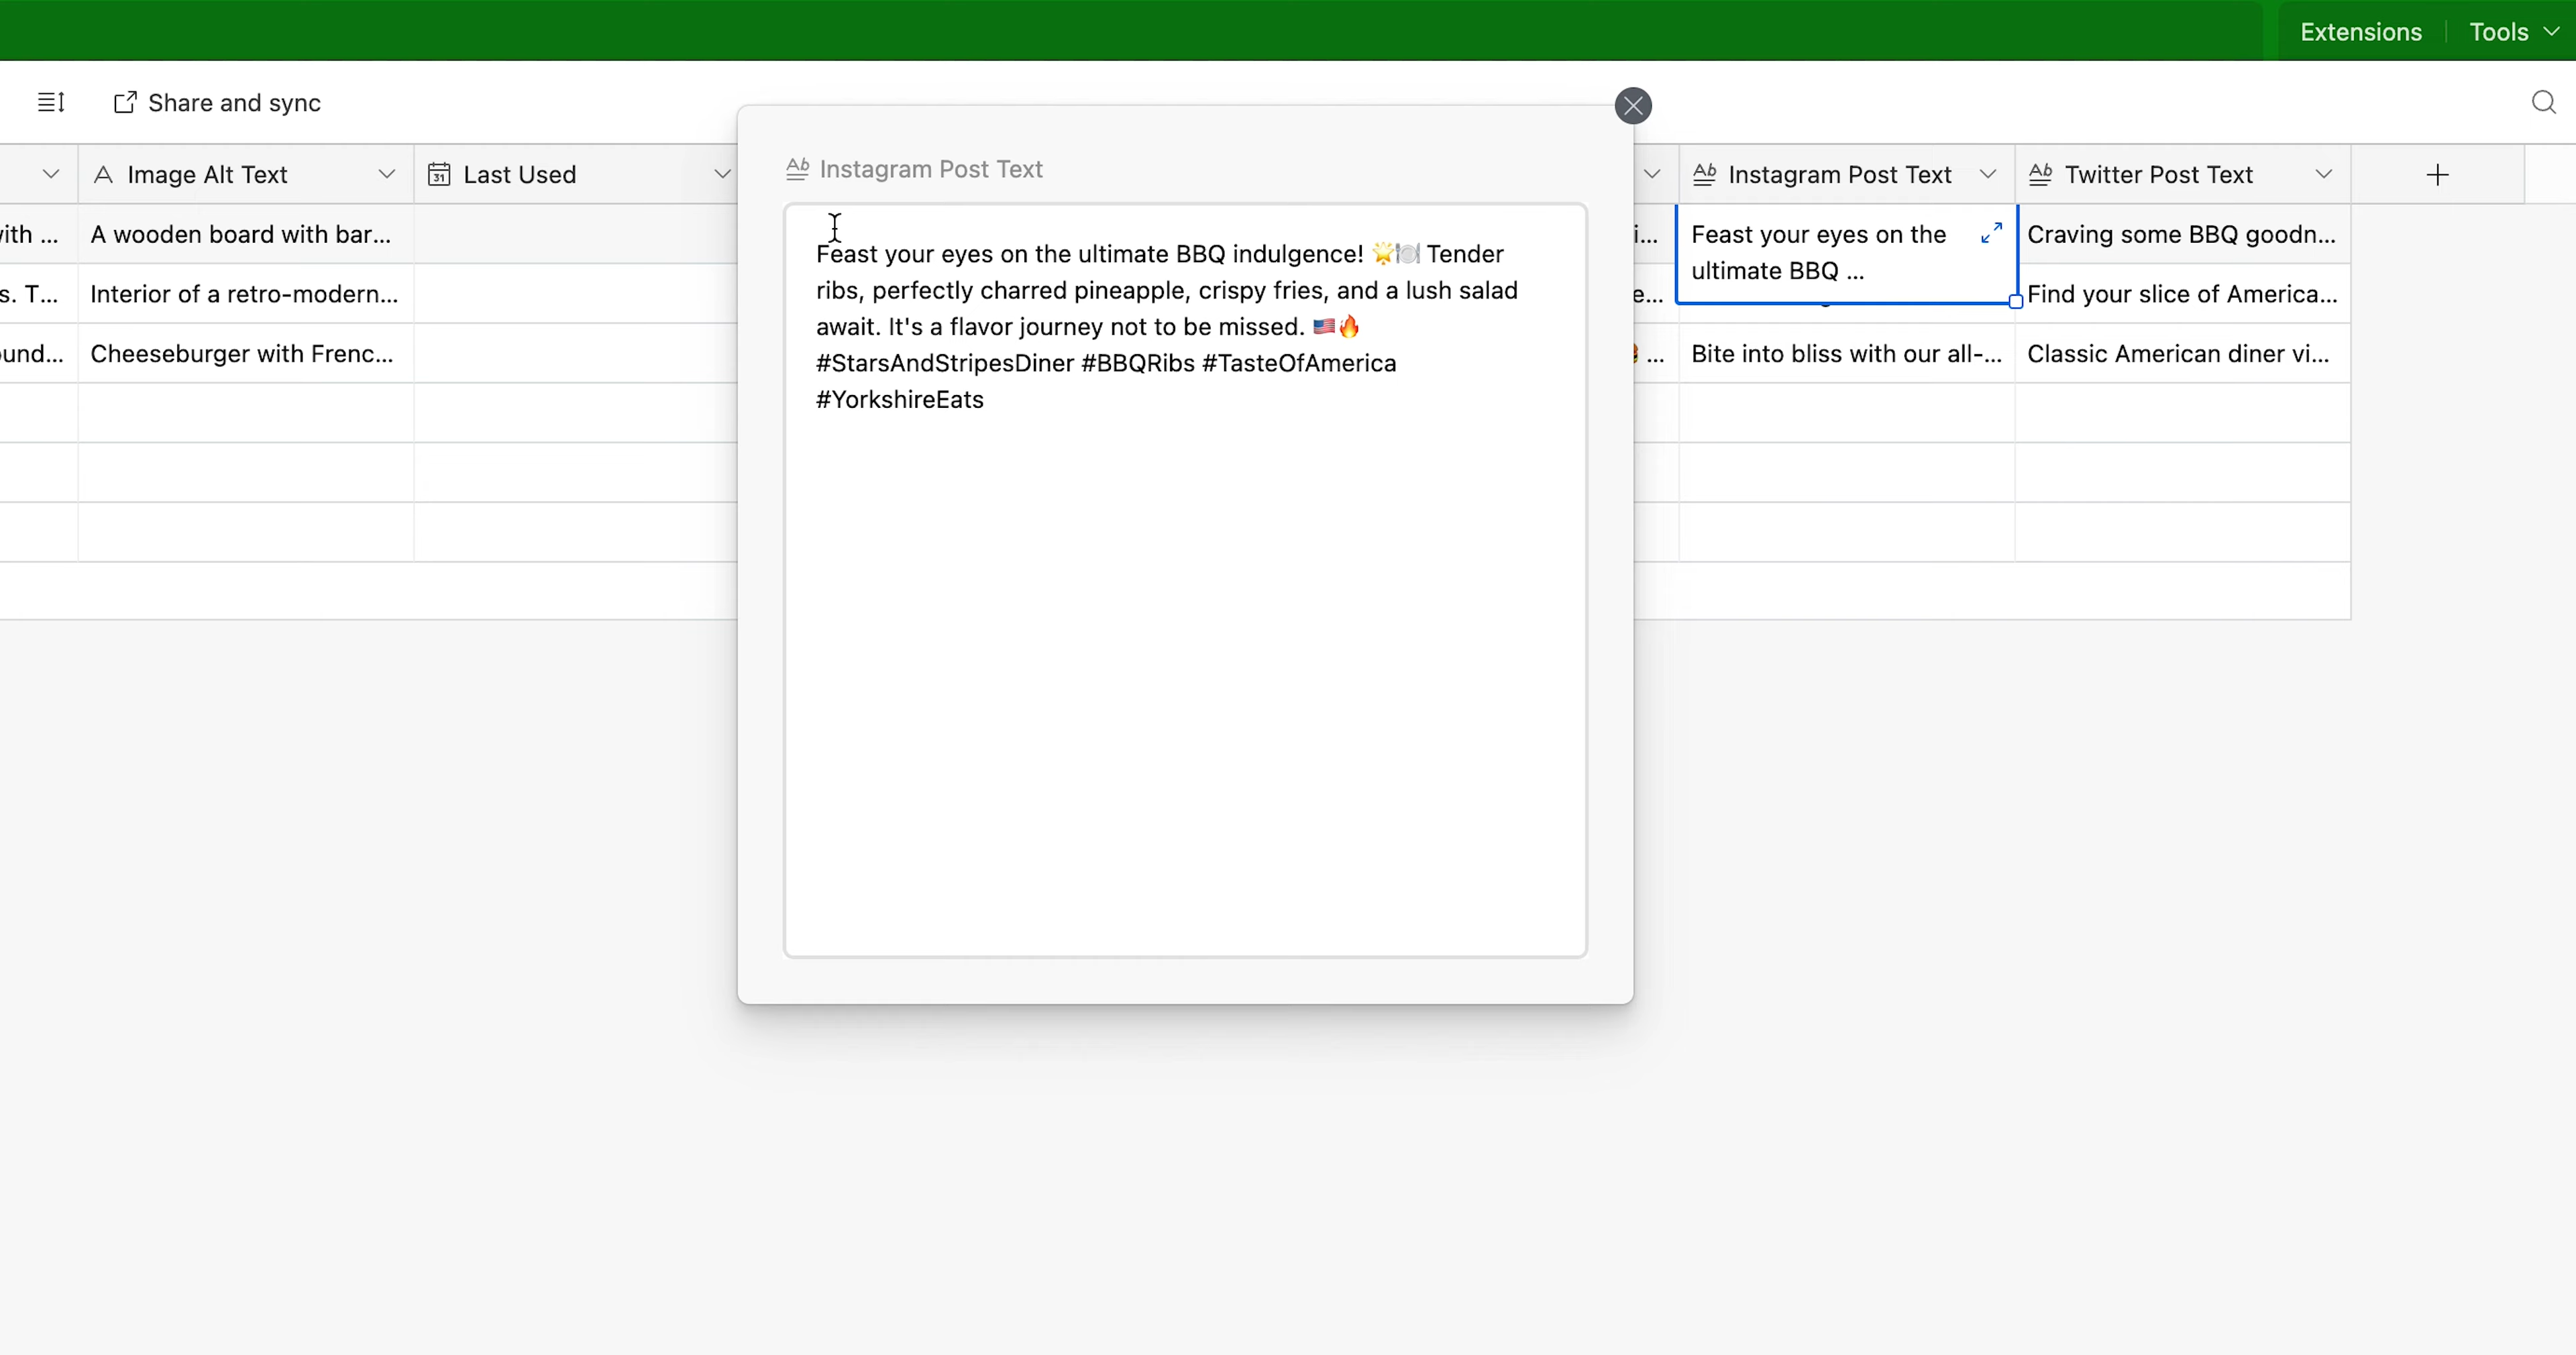 Extensions
Tools
Share and sync
Image Alt Text
Last Used
Instagram Post Text
Instagram Post Text
Twitter Post Text
with ...
A wooden board with bar...
i...
Feast your eyes on the
ultimate BBQ ...
Craving some BBQ goodn...
s. T...
Interior of a retro-modern...
e...
Find your slice of America...
ound...
Cheeseburger with Frenc...
...
Bite into bliss with our all-...
Classic American diner vi...
Feast your eyes on the ultimate BBQ indulgence! 🌟🍽️ Tender
ribs, perfectly charred pineapple, crispy fries, and a lush salad
await. It's a flavor journey not to be missed. 🇺🇸🔥
#StarsAndStripesDiner #BBQRibs #TasteOfAmerica
#YorkshireEats